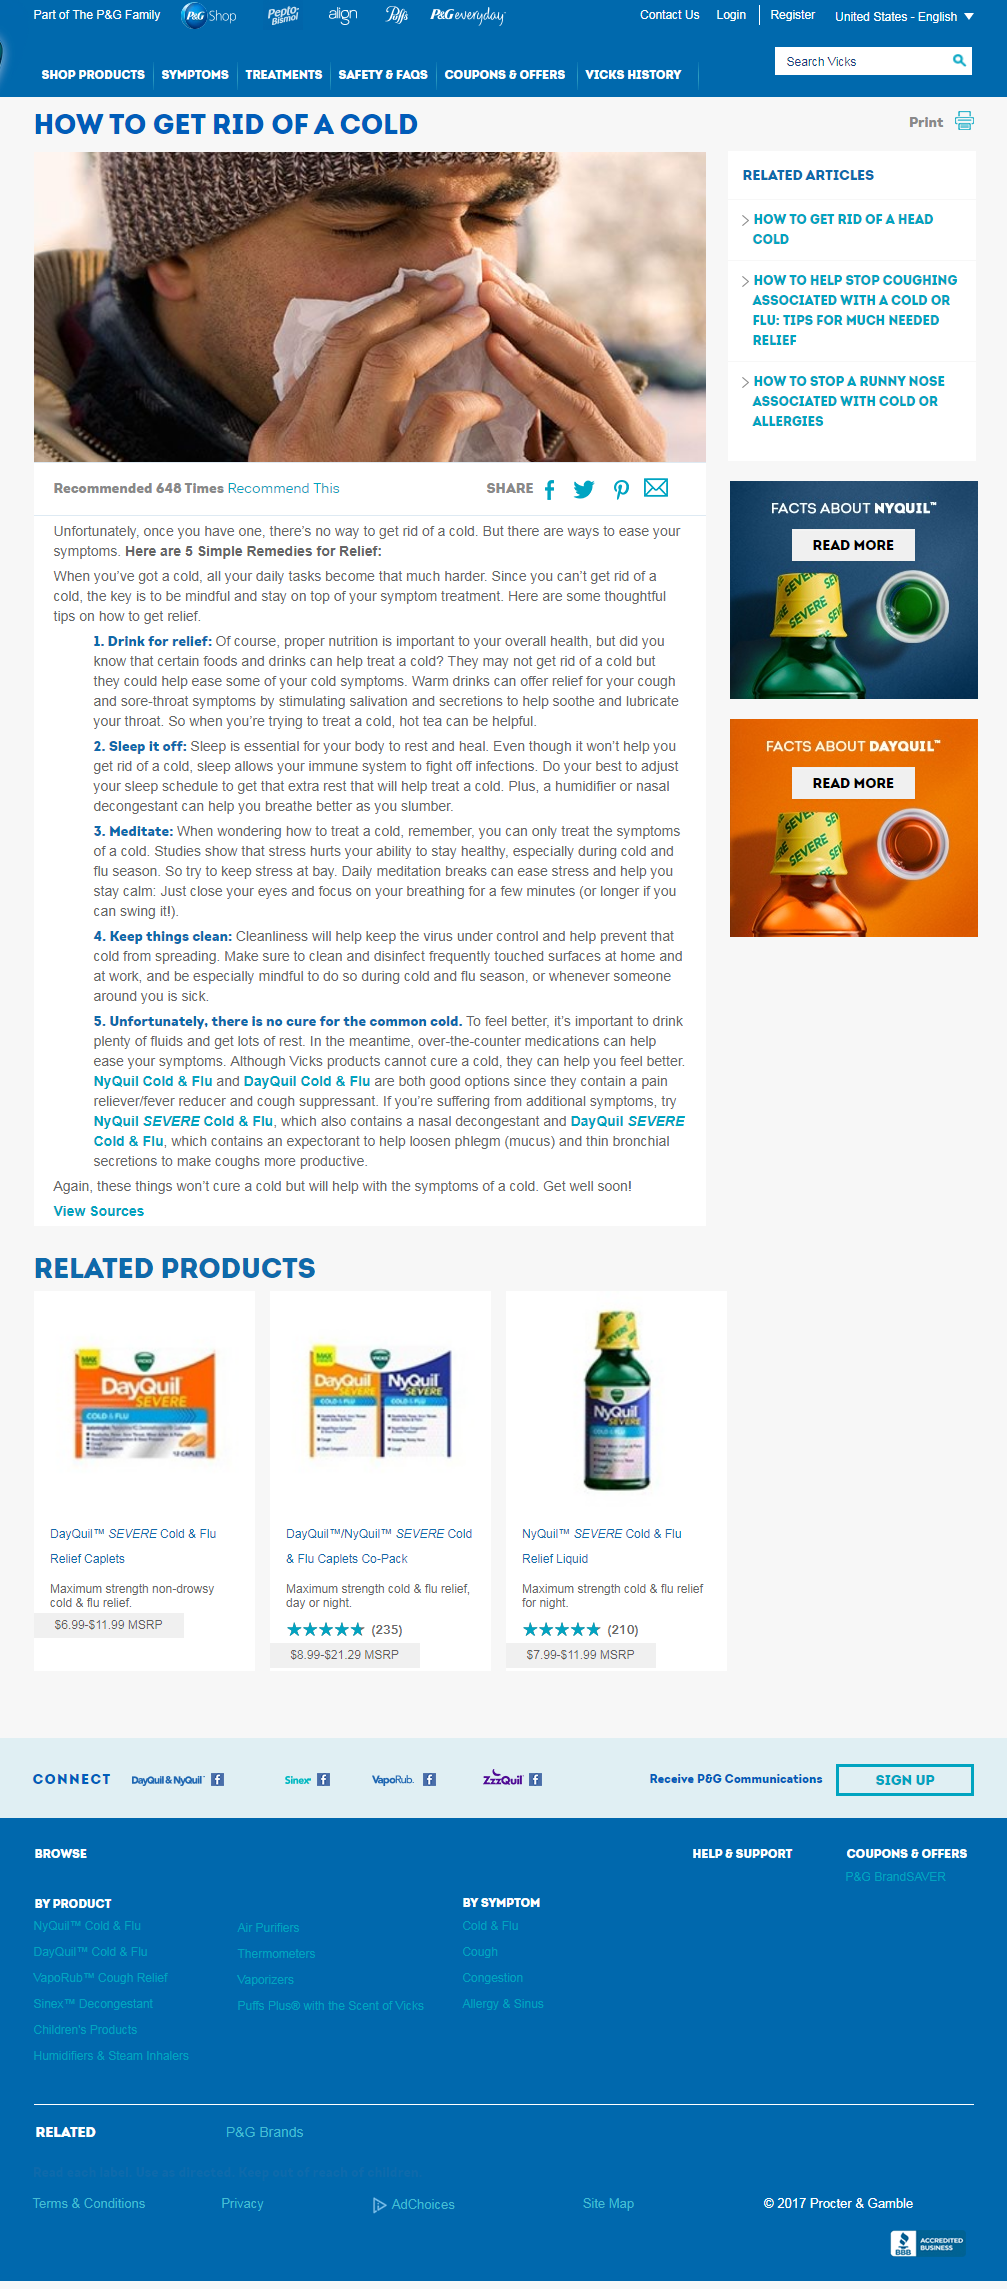 Part of The P&G Family
P&G Shop
Pepto Bismol
align
Puffs
P&G everyday
Contact Us
Login
Register
United States - English
SHOP PRODUCTS
SYMPTOMS
TREATMENTS
SAFETY & FAQS
COUPONS & OFFERS
VICKS HISTORY
Search Vicks
HOW TO GET RID OF A COLD
Print
Recommended 648 Times Recommend This
SHARE
Unfortunately, once you have one, there's no way to get rid of a cold. But there are ways to ease your
symptoms. Here are 5 Simple Remedies for Relief:
When you've got a cold, all your daily tasks become that much harder. Since you can't get rid of a
cold, the key is to be mindful and stay on top of your symptom treatment. Here are some thoughtful
tips on how to get relief.
1. Drink for relief: Of course, proper nutrition is important to your overall health, but did you
know that certain foods and drinks can help treat a cold? They may not get rid of a cold but
they could help ease some of your cold symptoms. Warm drinks can offer relief for your cough
and sore-throat symptoms by stimulating salivation and secretions to help soothe and lubricate
your throat. So when you're trying to treat a cold, hot tea can be helpful.
2. Sleep it off: Sleep is essential for your body to rest and heal. Even though it won't help you
get rid of a cold, sleep allows your immune system to fight off infections. Do your best to adjust
your sleep schedule to get that extra rest that will help treat a cold. Plus, a humidifier or nasal
decongestant can help you breathe better as you slumber.
3. Meditate: When wondering how to treat a cold, remember, you can only treat the symptoms
of a cold. Studies show that stress hurts your ability to stay healthy, especially during cold and
flu season. So try to keep stress at bay. Daily meditation breaks can ease stress and help you
stay calm: Just close your eyes and focus on your breathing for a few minutes (or longer if you
can swing it!).
4. Keep things clean: Cleanliness will help keep the virus under control and help prevent that
cold from spreading. Make sure to clean and disinfect frequently touched surfaces at home and
at work, and be especially mindful to do so during cold and flu season, or whenever someone
around you is sick.
5. Unfortunately, there is no cure for the common cold. To feel better, it's important to drink
plenty of fluids and get lots of rest. In the meantime, over-the-counter medications can help
ease your symptoms. Although Vicks products cannot cure a cold, they can help you feel better.
NyQuil Cold & Flu and DayQuil Cold & Flu are both good options since they contain a pain
reliever/fever reducer and cough suppressant. If you're suffering from additional symptoms, try
NyQuil SEVERE Cold & Flu, which also contains a nasal decongestant and DayQuil SEVERE
Cold & Flu, which contains an expectorant to help loosen phlegm (mucus) and thin bronchial
secretions to make coughs more productive.
Again, these things won't cure a cold but will help with the symptoms of a cold. Get well soon!
View Sources
RELATED ARTICLES
HOW TO GET RID OF A HEAD
COLD
HOW TO HELP STOP COUGHING
ASSOCIATED WITH A COLD OR
FLU: TIPS FOR MUCH NEEDED
RELIEF
HOW TO STOP A RUNNY NOSE
ASSOCIATED WITH COLD OR
ALLERGIES
FACTS ABOUT NYQUIL™
READ MORE
SEVERE
FACTS ABOUT DAYQUIL™
READ MORE
SEVERE
RELATED PRODUCTS
MAX
VICKS
DayQuil
SEVERE
COLD & FLU
12 CAPLETS
DayQuil™ SEVERE Cold & Flu
Relief Caplets
Maximum strength non-drowsy
cold & flu relief.
$6.99-$11.99 MSRP
MAX
VICKS
DayQuil NyQuil
SEVERE SEVERE
COLD & FLU COLD & FLU
DayQuil™/NyQuil™ SEVERE Cold
& Flu Caplets Co-Pack
Maximum strength cold & flu relief,
day or night.
(235)
$8.99-$21.29 MSRP
SEVERE
NyQuil
SEVERE
COLD & FLU
NyQuil™ SEVERE Cold & Flu
Relief Liquid
Maximum strength cold & flu relief
for night.
(210)
$7.99-$11.99 MSRP
CONNECT
DayQuil & NyQuil
Sinex
VapoRub.
ZzzQuil
Receive P&G Communications
SIGN UP
BROWSE
HELP & SUPPORT
COUPONS & OFFERS
P&G BrandSAVER
BY PRODUCT
NyQuil™ Cold & Flu
DayQuil™ Cold & Flu
VapoRub™ Cough Relief
Sinex™ Decongestant
Children's Products
Humidifiers & Steam Inhalers
Air Purifiers
Thermometers
Vaporizers
Puffs Plus® with the Scent of Vicks
BY SYMPTOM
Cold & Flu
Cough
Congestion
Allergy & Sinus
RELATED
P&G Brands
Terms & Conditions
Privacy
AdChoices
Site Map
© 2017 Procter & Gamble
BBB
ACCREDITED
BUSINESS